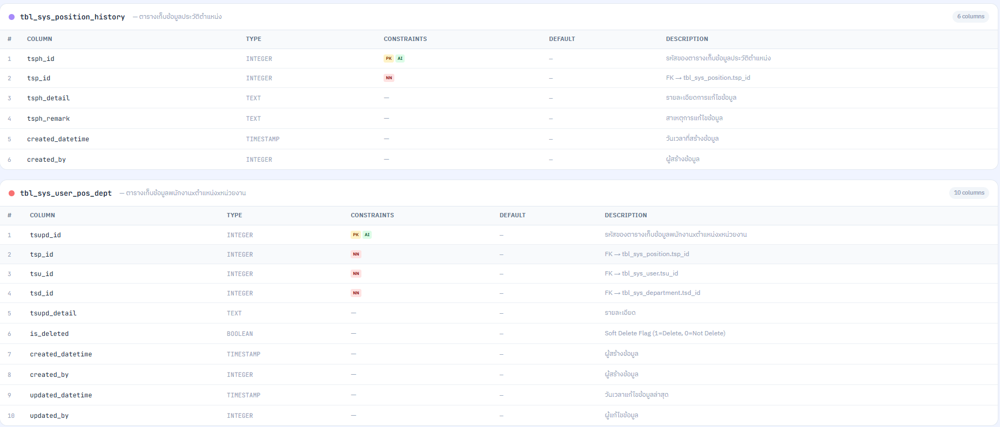 tbl_sys_position_history — ตารางเก็บข้อมูลประวัติตำแหน่ง 6 columns
# COLUMN TYPE CONSTRAINTS DEFAULT DESCRIPTION
1 tsph_id INTEGER PK AI — รหัสของตารางเก็บข้อมูลประวัติตำแหน่ง
2 tsp_id INTEGER NN — FK → tbl_sys_position.tsp_id
3 tsph_detail TEXT — — รายละเอียดการแก้ไขข้อมูล
4 tsph_remark TEXT — — สาเหตุการแก้ไขข้อมูล
5 created_datetime TIMESTAMP — — วันเวลาที่สร้างข้อมูล
6 created_by INTEGER — — ผู้สร้างข้อมูล
tbl_sys_user_pos_dept — ตารางเก็บข้อมูลพนักงานxตำแหน่งxหน่วยงาน 10 columns
# COLUMN TYPE CONSTRAINTS DEFAULT DESCRIPTION
1 tsupd_id INTEGER PK AI — รหัสของตารางเก็บข้อมูลพนักงานxตำแหน่งxหน่วยงาน
2 tsp_id INTEGER NN — FK → tbl_sys_position.tsp_id
3 tsu_id INTEGER NN — FK → tbl_sys_user.tsu_id
4 tsd_id INTEGER NN — FK → tbl_sys_department.tsd_id
5 tsupd_detail TEXT — — รายละเอียด
6 is_deleted BOOLEAN — — Soft Delete Flag (1=Delete, 0=Not Delete)
7 created_datetime TIMESTAMP — — ผู้สร้างข้อมูล
8 created_by INTEGER — — ผู้สร้างข้อมูล
9 updated_datetime TIMESTAMP — — วันเวลาแก้ไขข้อมูลล่าสุด
10 updated_by INTEGER — — ผู้แก้ไขข้อมูล